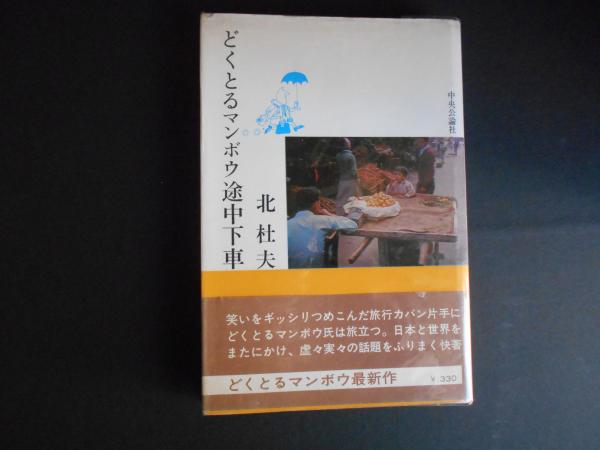 どくとるマンボウ途中下車
北杜夫
中央公論社
笑いをギッシリつめこんだ旅行カバン片手に
どくとるマンボウ氏は旅立つ。日本と世界を
またにかけ、虚々実々の話題をふりまく快著
どくとるマンボウ最新作
¥ 330